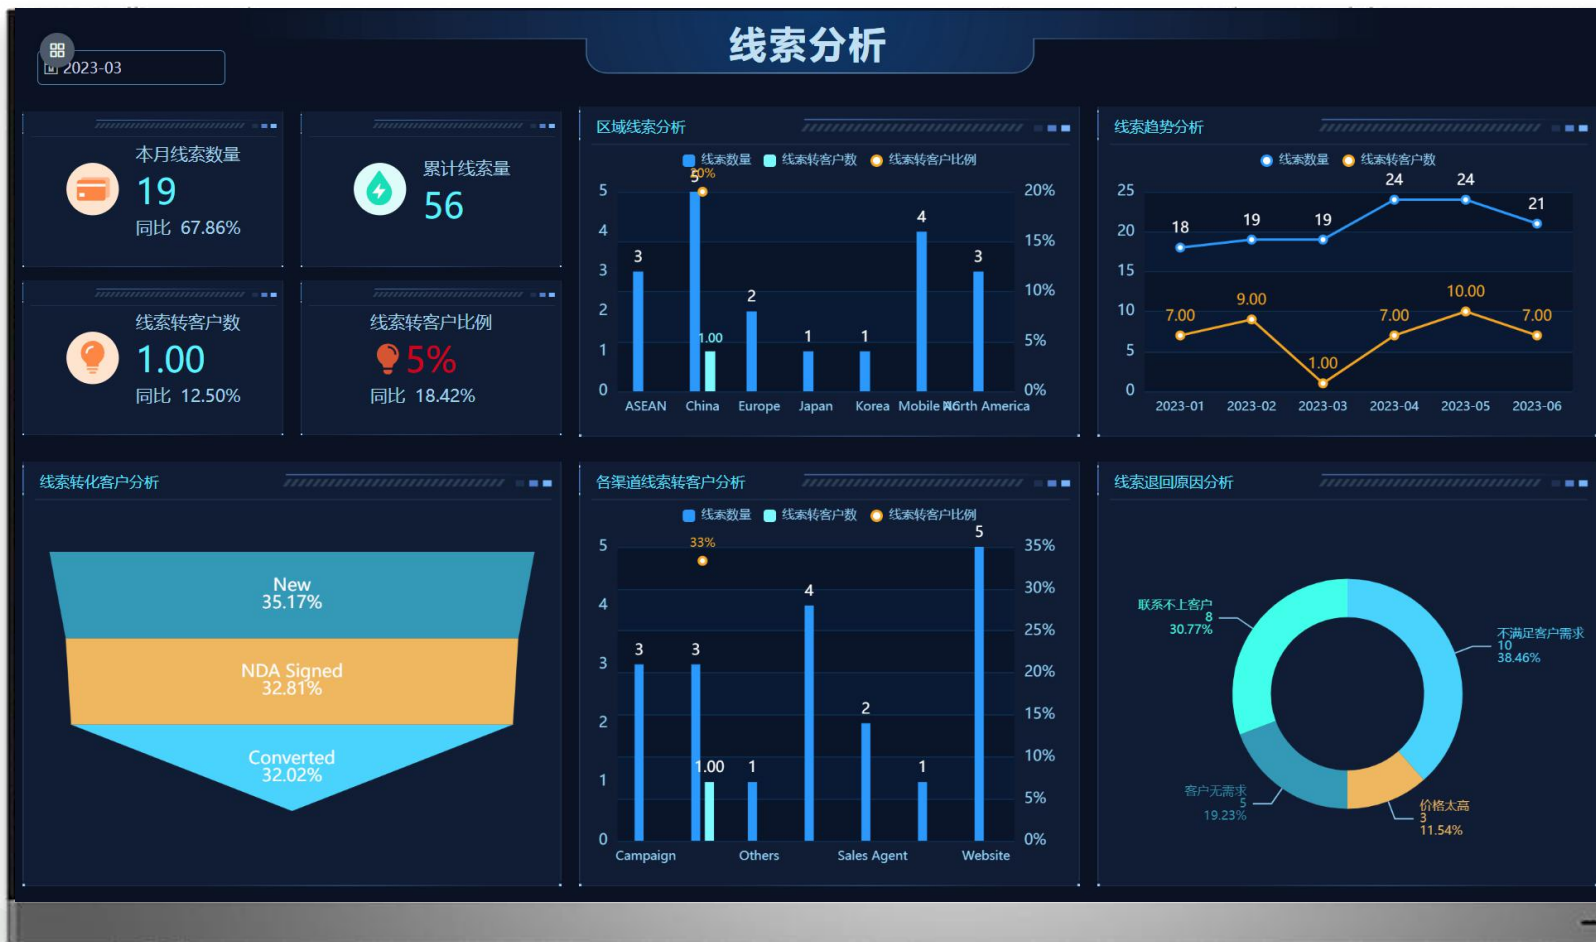 线索分析
2023-03
本月线索数量
19
同比 67.86%
累计线索量
56
线索转客户数
1.00
同比 12.50%
线索转客户比例
5%
同比 18.42%
区域线索分析
线索数量 线索转客户数 线索转客户比例
5 20%
5
4
3
2
1
0
20%
15%
10%
5%
0%
3
1.00
2
1
1
4
3
ASEAN China Europe Japan Korea Mobile AG North America
线索趋势分析
线索数量 线索转客户数
25
20
15
10
5
0
18 19 19 24 24 21
7.00 9.00 1.00 7.00 10.00 7.00
2023-01 2023-02 2023-03 2023-04 2023-05 2023-06
线索转化客户分析
New
35.17%
NDA Signed
32.81%
Converted
32.02%
各渠道线索转客户分析
线索数量 线索转客户数 线索转客户比例
5
4
3
2
1
0
35%
30%
25%
20%
15%
10%
5%
0%
33%
3 3 1.00 1 4 2 1 5
Campaign Others Sales Agent Website
线索退回原因分析
联系不上客户
8
30.77%
不满足客户需求
10
38.46%
客户无需求
5
19.23%
价格太高
3
11.54%